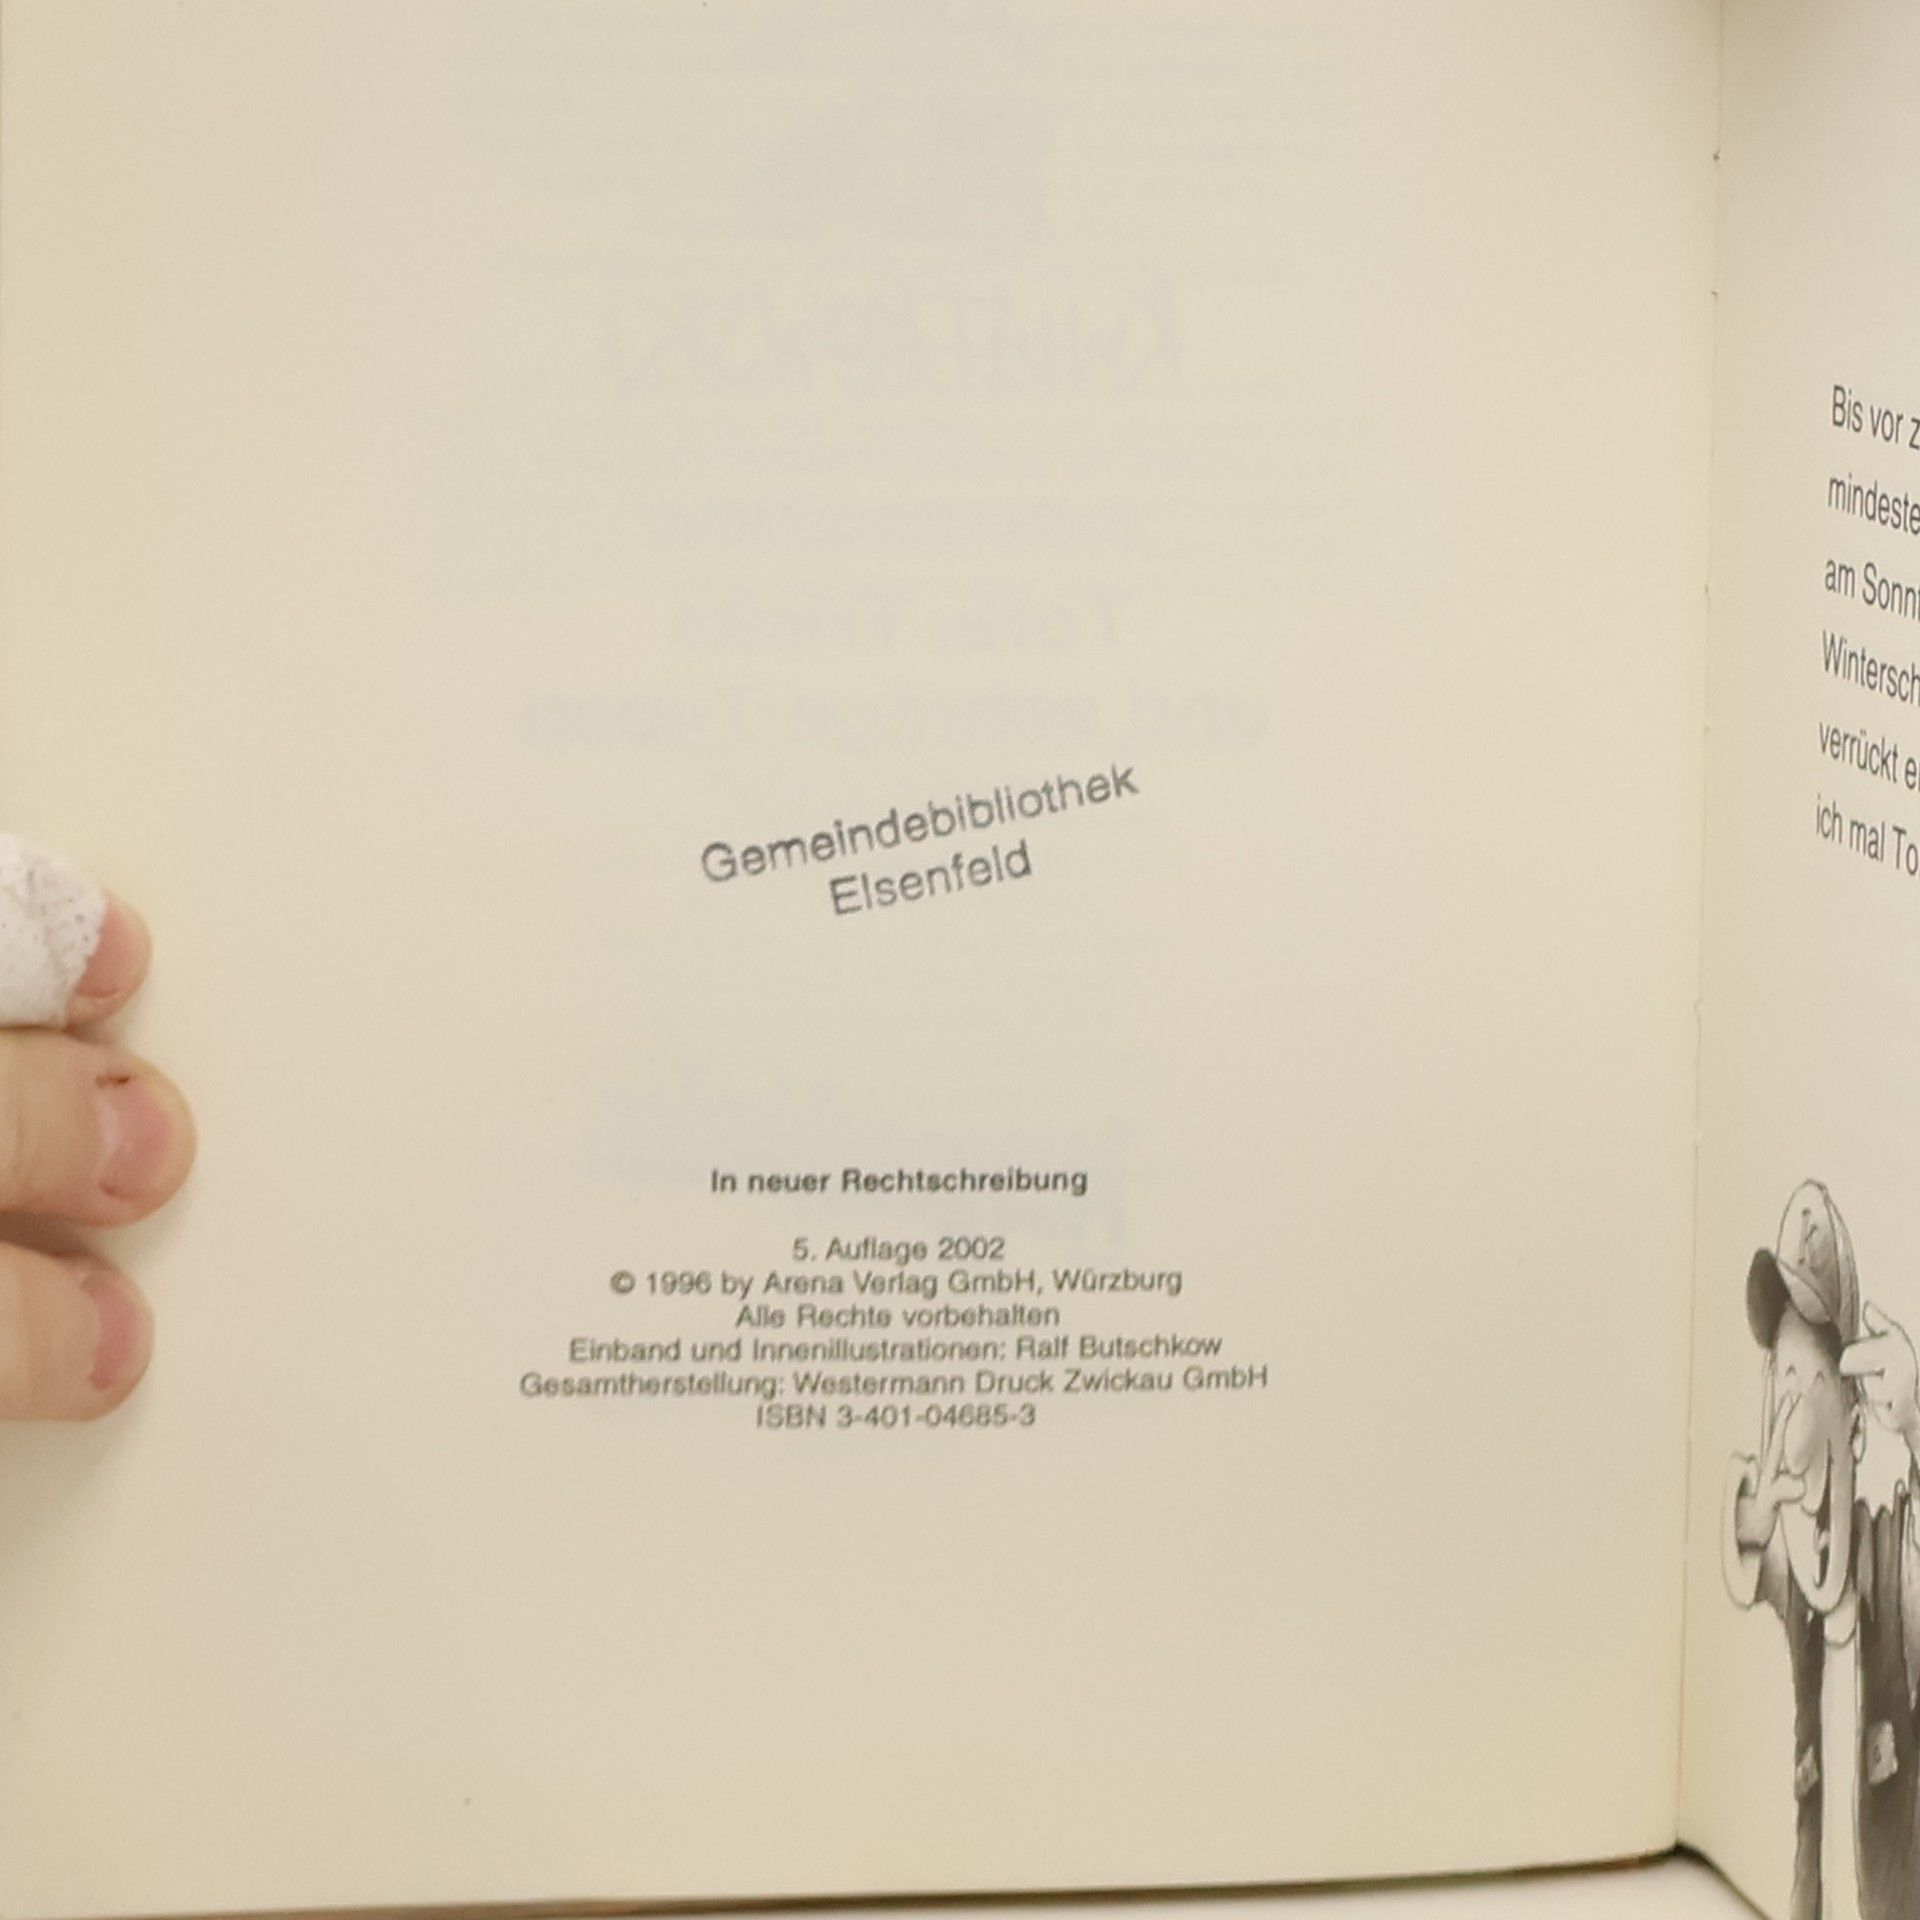 Gemeindebibliothek
Elsenfeld
In neuer Rechtschreibung
5. Auflage 2002
© 1996 by Arena Verlag GmbH, Würzburg
Alle Rechte vorbehalten
Einband und Innenillustrationen: Ralf Butschkow
Gesamtherstellung: Westermann Druck Zwickau GmbH
ISBN 3-401-04685-3
Bis vor z
mindeste
am Sonnt
Wintersch
verrückt e
ich mal To
K